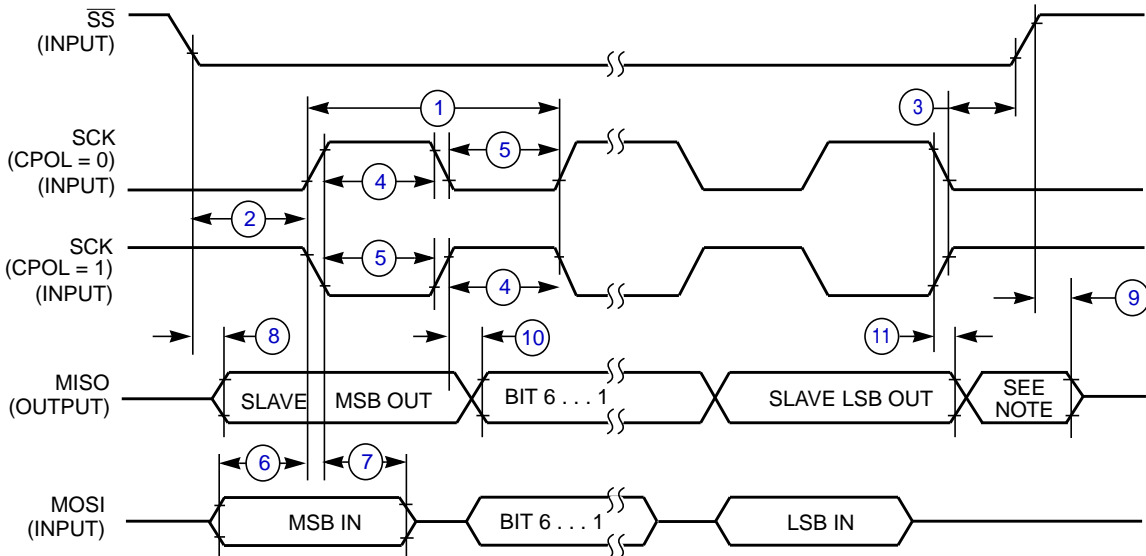 SS
(INPUT)
1
3
SCK
(CPOL = 0)
(INPUT)
5
4
2
SCK
(CPOL = 1)
(INPUT)
5
4
9
8
10
11
MISO
(OUTPUT)
SLAVE
MSB OUT
BIT 6 . . . 1
SLAVE LSB OUT
SEE
NOTE
6
7
MOSI
(INPUT)
MSB IN
BIT 6 . . . 1
LSB IN